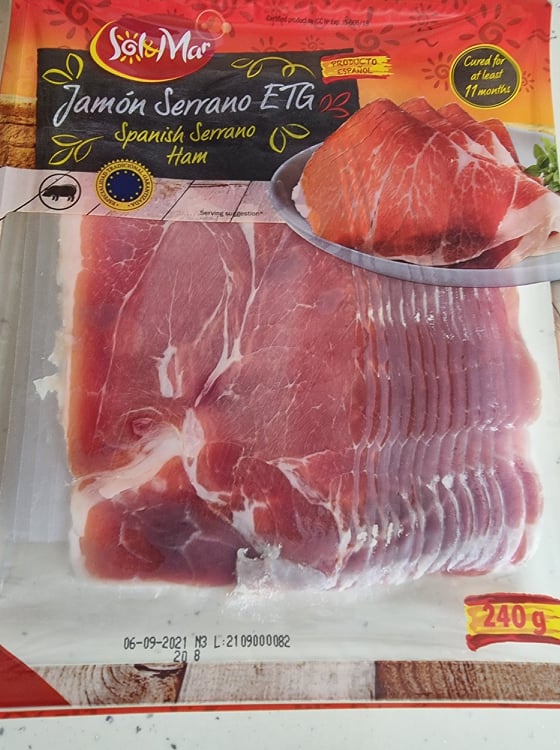 Sol&Mar
Jamón Serrano ETG
Spanish Serrano
Ham
PRODUCTO
ESPAÑOL
Cured for
at least
11 months
Serving suggestion*
240 g
06-09-2021 N3 L:2109000082
20 8